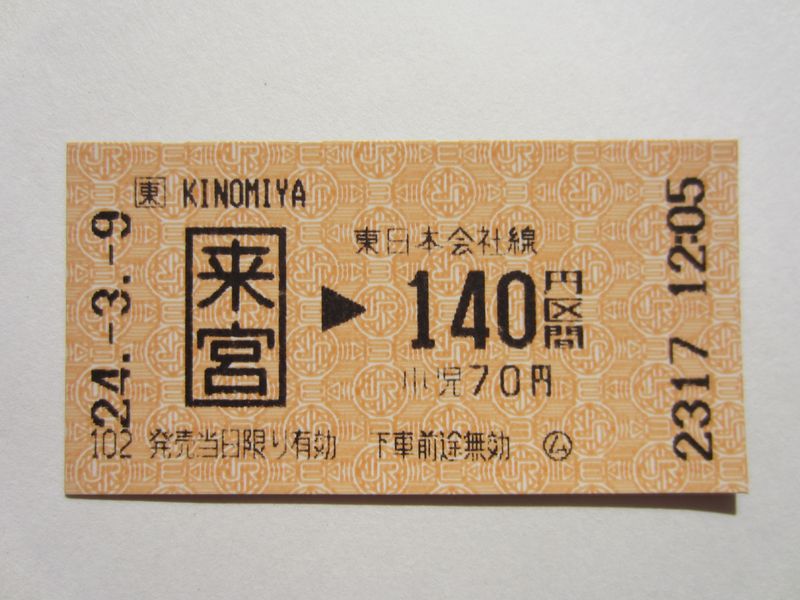 東 KINOMIYA
24.-3.-9
来宮
東日本会社線
▶ 140円区間
小児70円
102 発売当日限り有効 下車前途無効 ム
2317 12:05